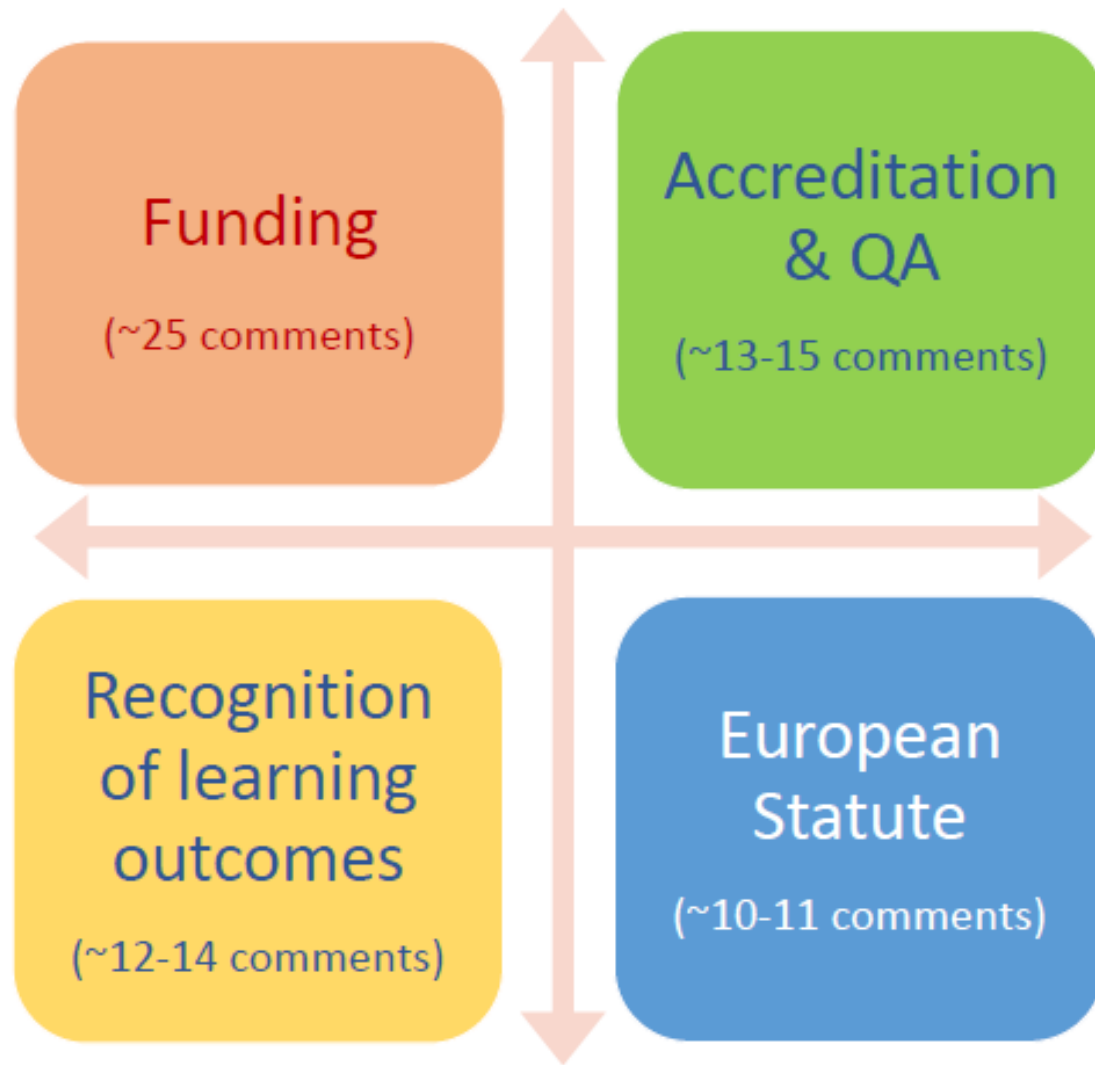 Funding
(~25 comments)
Accreditation
& QA
(~13-15 comments)
Recognition
of learning
outcomes
(~12-14 comments)
European
Statute
(~10-11 comments)